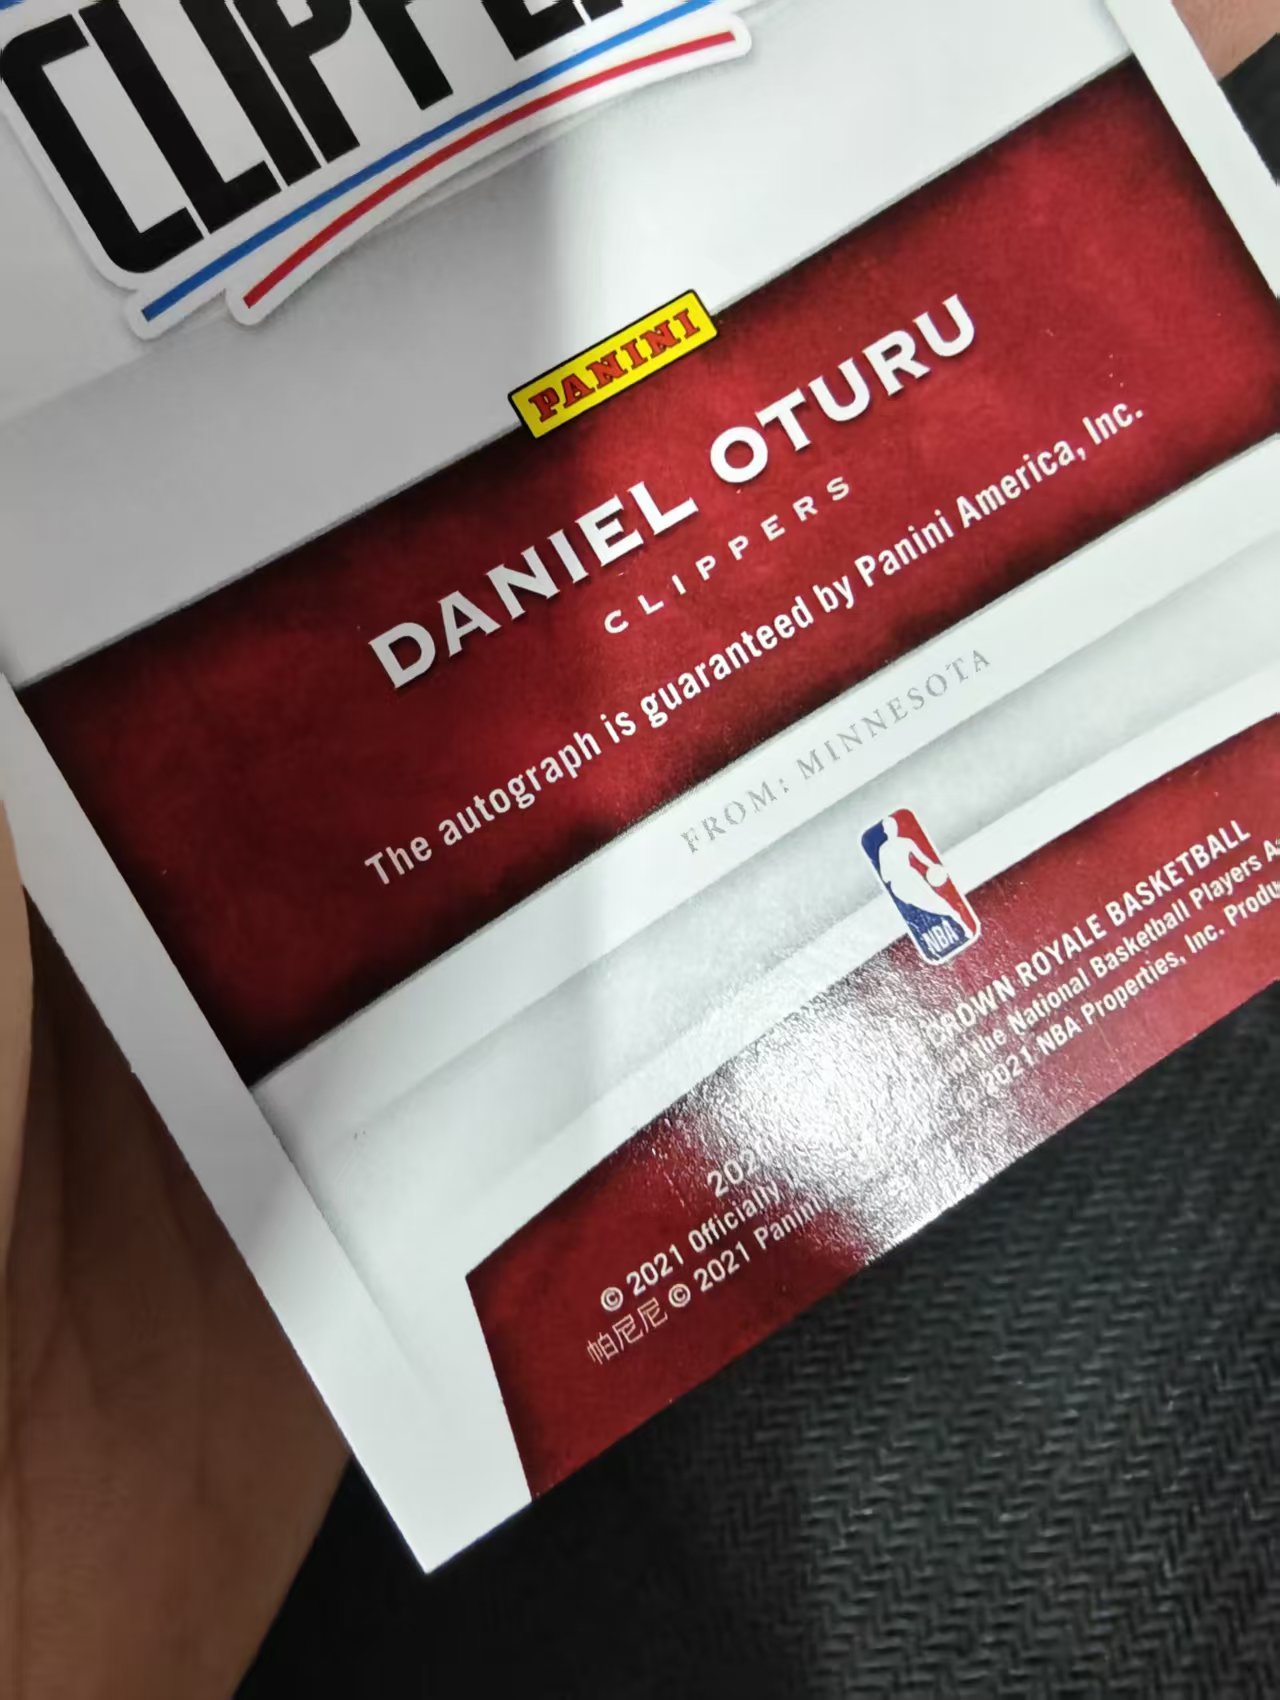 CLIPPE
PANINI
DANIEL OTURU
CLIPPERS
The autograph is guaranteed by Panini America, Inc.
FROM: MINNESOTA
NBA
CROWN ROYALE BASKETBALL
© 2021 Officially of the National Basketball Players
帕尼尼 © 2021 Panini © 2021 NBA Properties, Inc.